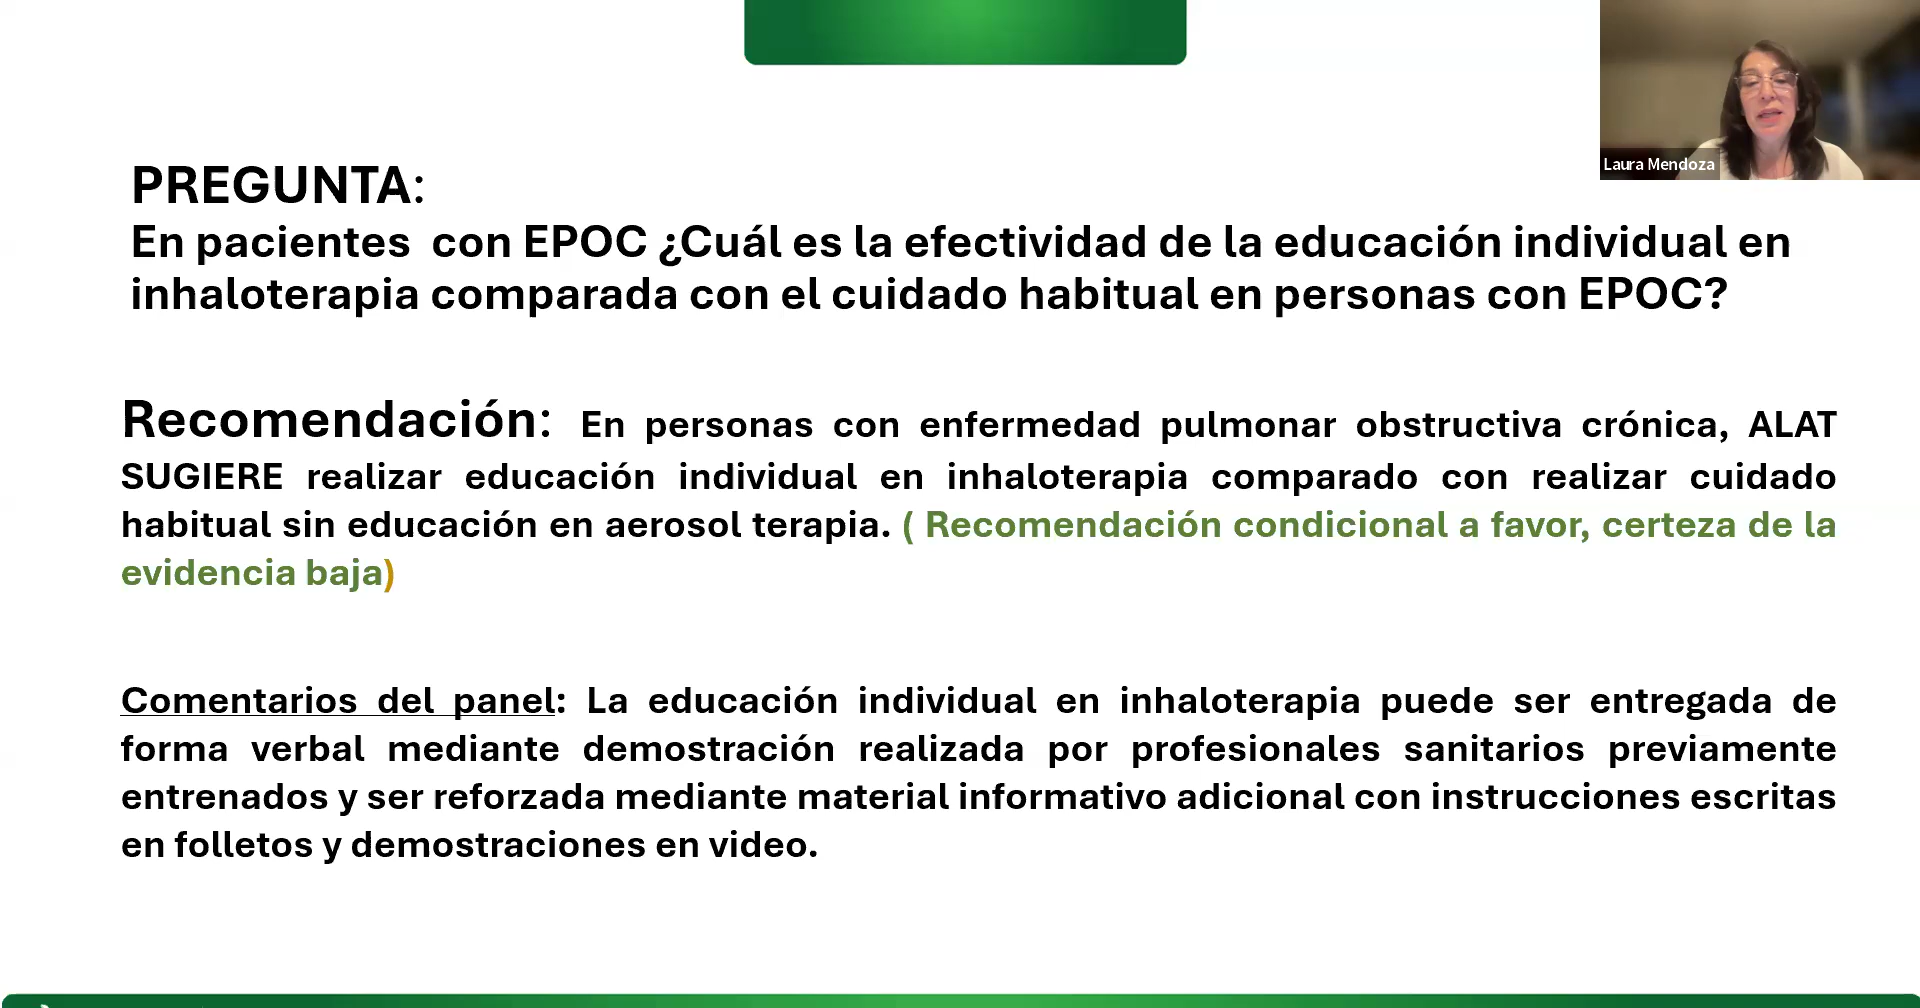 Laura Mendoza
PREGUNTA:
En pacientes  con EPOC ¿Cuál es la efectividad de la educación individual en
inhaloterapia comparada con el cuidado habitual en personas con EPOC?
Recomendación: En personas con enfermedad pulmonar obstructiva crónica, ALAT
SUGIERE realizar educación individual en inhaloterapia comparado con realizar cuidado
habitual sin educación en aerosol terapia. ( Recomendación condicional a favor, certeza de la
evidencia baja)
Comentarios del panel: La educación individual en inhaloterapia puede ser entregada de
forma verbal mediante demostración realizada por profesionales sanitarios previamente
entrenados y ser reforzada mediante material informativo adicional con instrucciones escritas
en folletos y demostraciones en video.